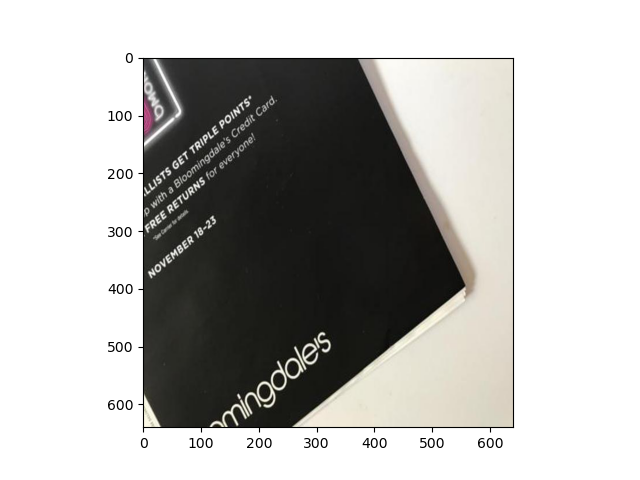 0
100
200
300
400
500
600
LLISTS GET TRIPLE POINTS*
p with a Bloomingdale's Credit Card.
FREE RETURNS for everyone!
NOVEMBER 18–23
omingdale's
0 100 200 300 400 500 600